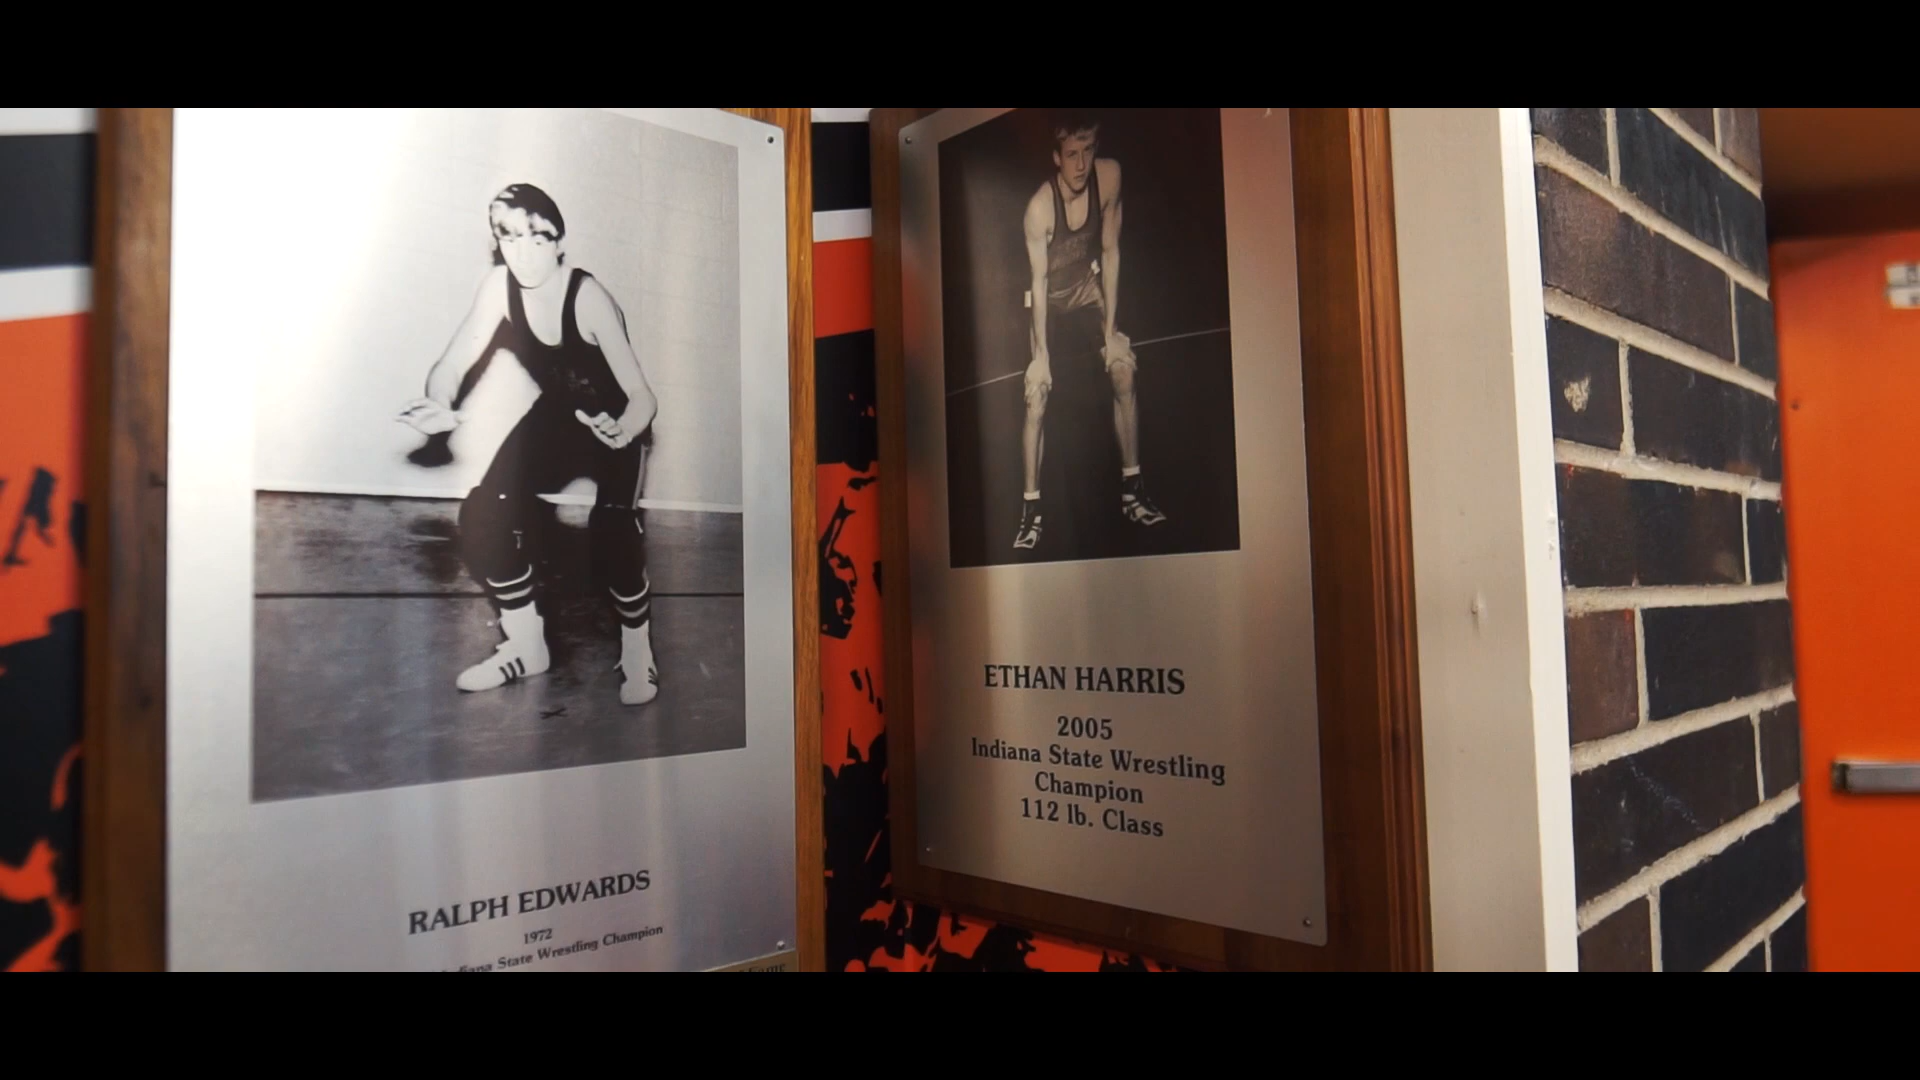 RALPH EDWARDS
1972
State Wrestling Champion
ETHAN HARRIS
2005
Indiana State Wrestling
Champion
112 lb. Class